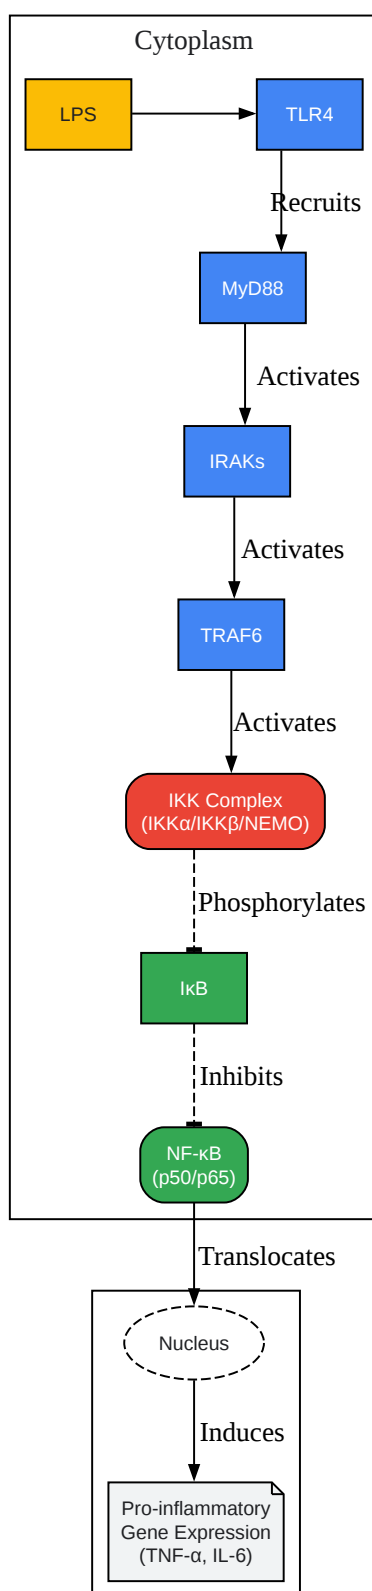 Cytoplasm
LPS
TLR4
Recruits
MyD88
Activates
IRAKs
Activates
TRAF6
Activates
IKK Complex
(IKKα/IKKβ/NEMO)
Phosphorylates
IκB
Inhibits
NF-κB
(p50/p65)
Translocates
Nucleus
Induces
Pro-inflammatory
Gene Expression
(TNF-α, IL-6)